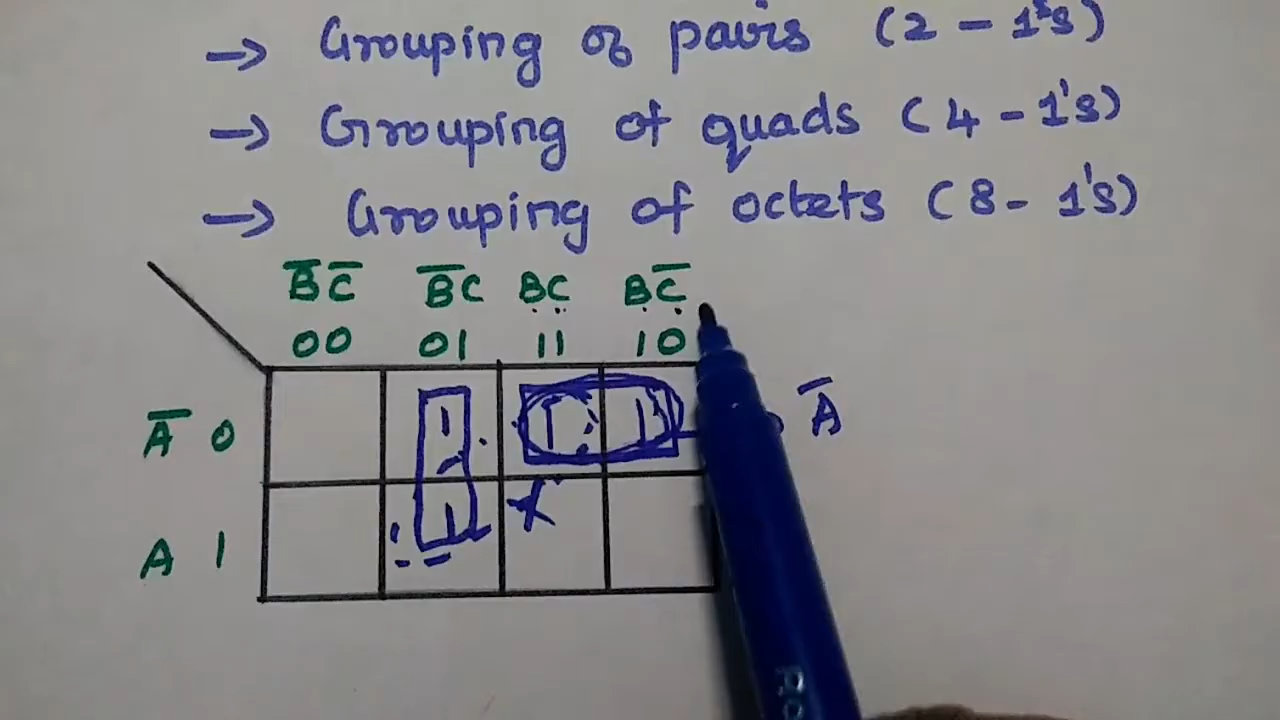 → Grouping of pairs (2 - 1's)
→ Grouping of quads (4 - 1's)
→ Grouping of octets (8 - 1's)
B̅C̅ B̅C BC BC̅
00 01 11 10
A̅ 0 1 1 1 A̅
A 1 1 x